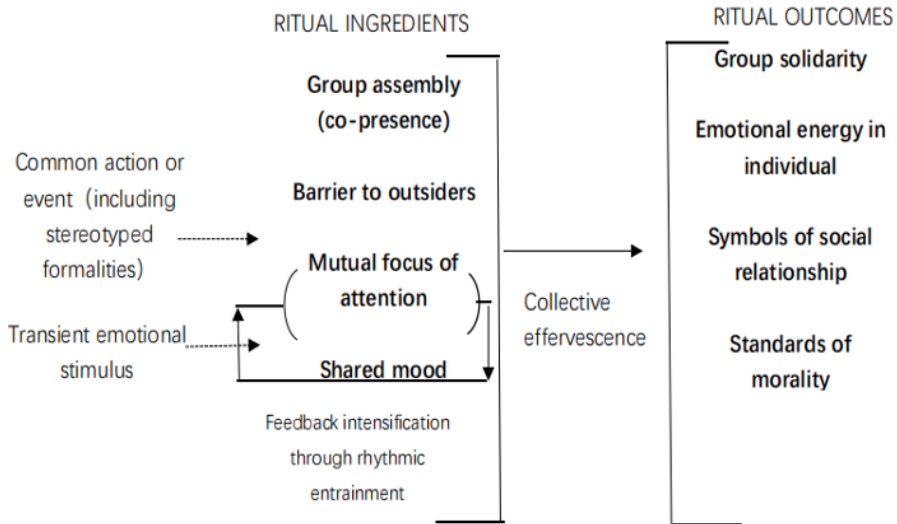 RITUAL INGREDIENTS
Group assembly
(co-presence)
Barrier to outsiders
Mutual focus of
attention
Shared mood
Feedback intensification
through rhythmic
entrainment
Common action or
event (including
stereotyped
formalities)
Transient emotional
stimulus
Collective
effervescence
RITUAL OUTCOMES
Group solidarity
Emotional energy in
individual
Symbols of social
relationship
Standards of
morality